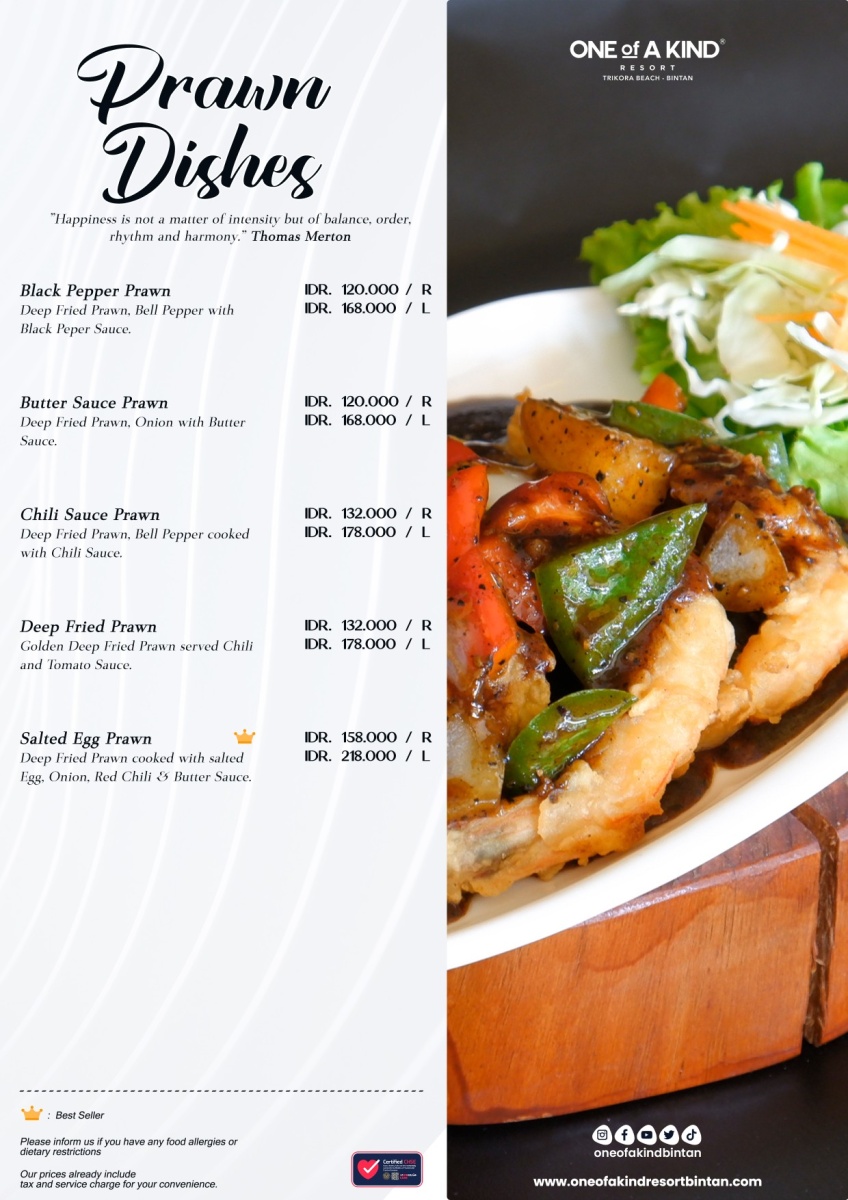 Prawn
Dishes
"Happiness is not a matter of intensity but of balance, order,
rhythm and harmony." Thomas Merton
Black Pepper Prawn
IDR. 120.000 / R
Deep Fried Prawn, Bell Pepper with
IDR. 168.000 / L
Black Peper Sauce.
Butter Sauce Prawn
IDR. 120.000 / R
Deep Fried Prawn, Onion with Butter
IDR. 168.000 / L
Sauce.
Chili Sauce Prawn
IDR. 132.000 / R
Deep Fried Prawn, Bell Pepper cooked
IDR. 178.000 / L
with Chili Sauce.
Deep Fried Prawn
IDR. 132.000 / R
Golden Deep Fried Prawn served Chili
IDR. 178.000 / L
and Tomato Sauce.
Salted Egg Prawn
IDR. 158.000 / R
Deep Fried Prawn cooked with salted
IDR. 218.000 / L
Egg, Onion, Red Chili & Butter Sauce.
: Best Seller
Please inform us if you have any food allergies or
dietary restrictions
Our prices already include
tax and service charge for your convenience.
Certified CHSE
ONE of A KIND®
RESORT
TRIKORA BEACH - BINTAN
oneofakindbintan
www.oneofakindresortbintan.com